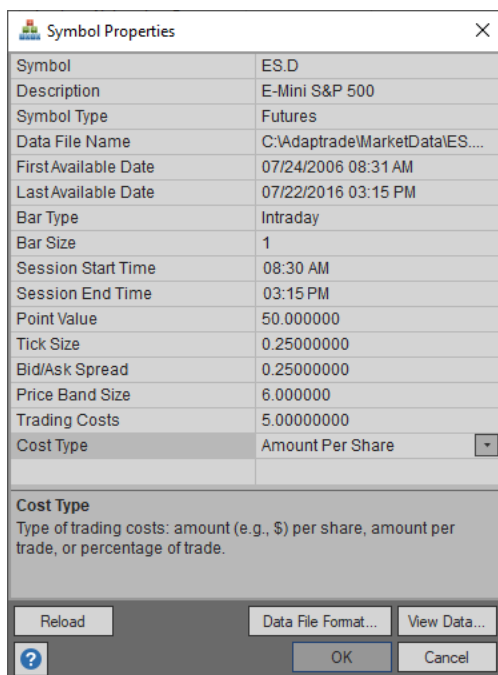 Symbol Properties
Symbol ES.D
Description E-Mini S&P 500
Symbol Type Futures
Data File Name C:\Adaptrade\MarketData\ES....
First Available Date 07/24/2006 08:31 AM
Last Available Date 07/22/2016 03:15 PM
Bar Type Intraday
Bar Size 1
Session Start Time 08:30 AM
Session End Time 03:15 PM
Point Value 50.000000
Tick Size 0.25000000
Bid/Ask Spread 0.25000000
Price Band Size 6.000000
Trading Costs 5.00000000
Cost Type Amount Per Share
Cost Type
Type of trading costs: amount (e.g., $) per share, amount per
trade, or percentage of trade.
Reload Data File Format... View Data...
? OK Cancel